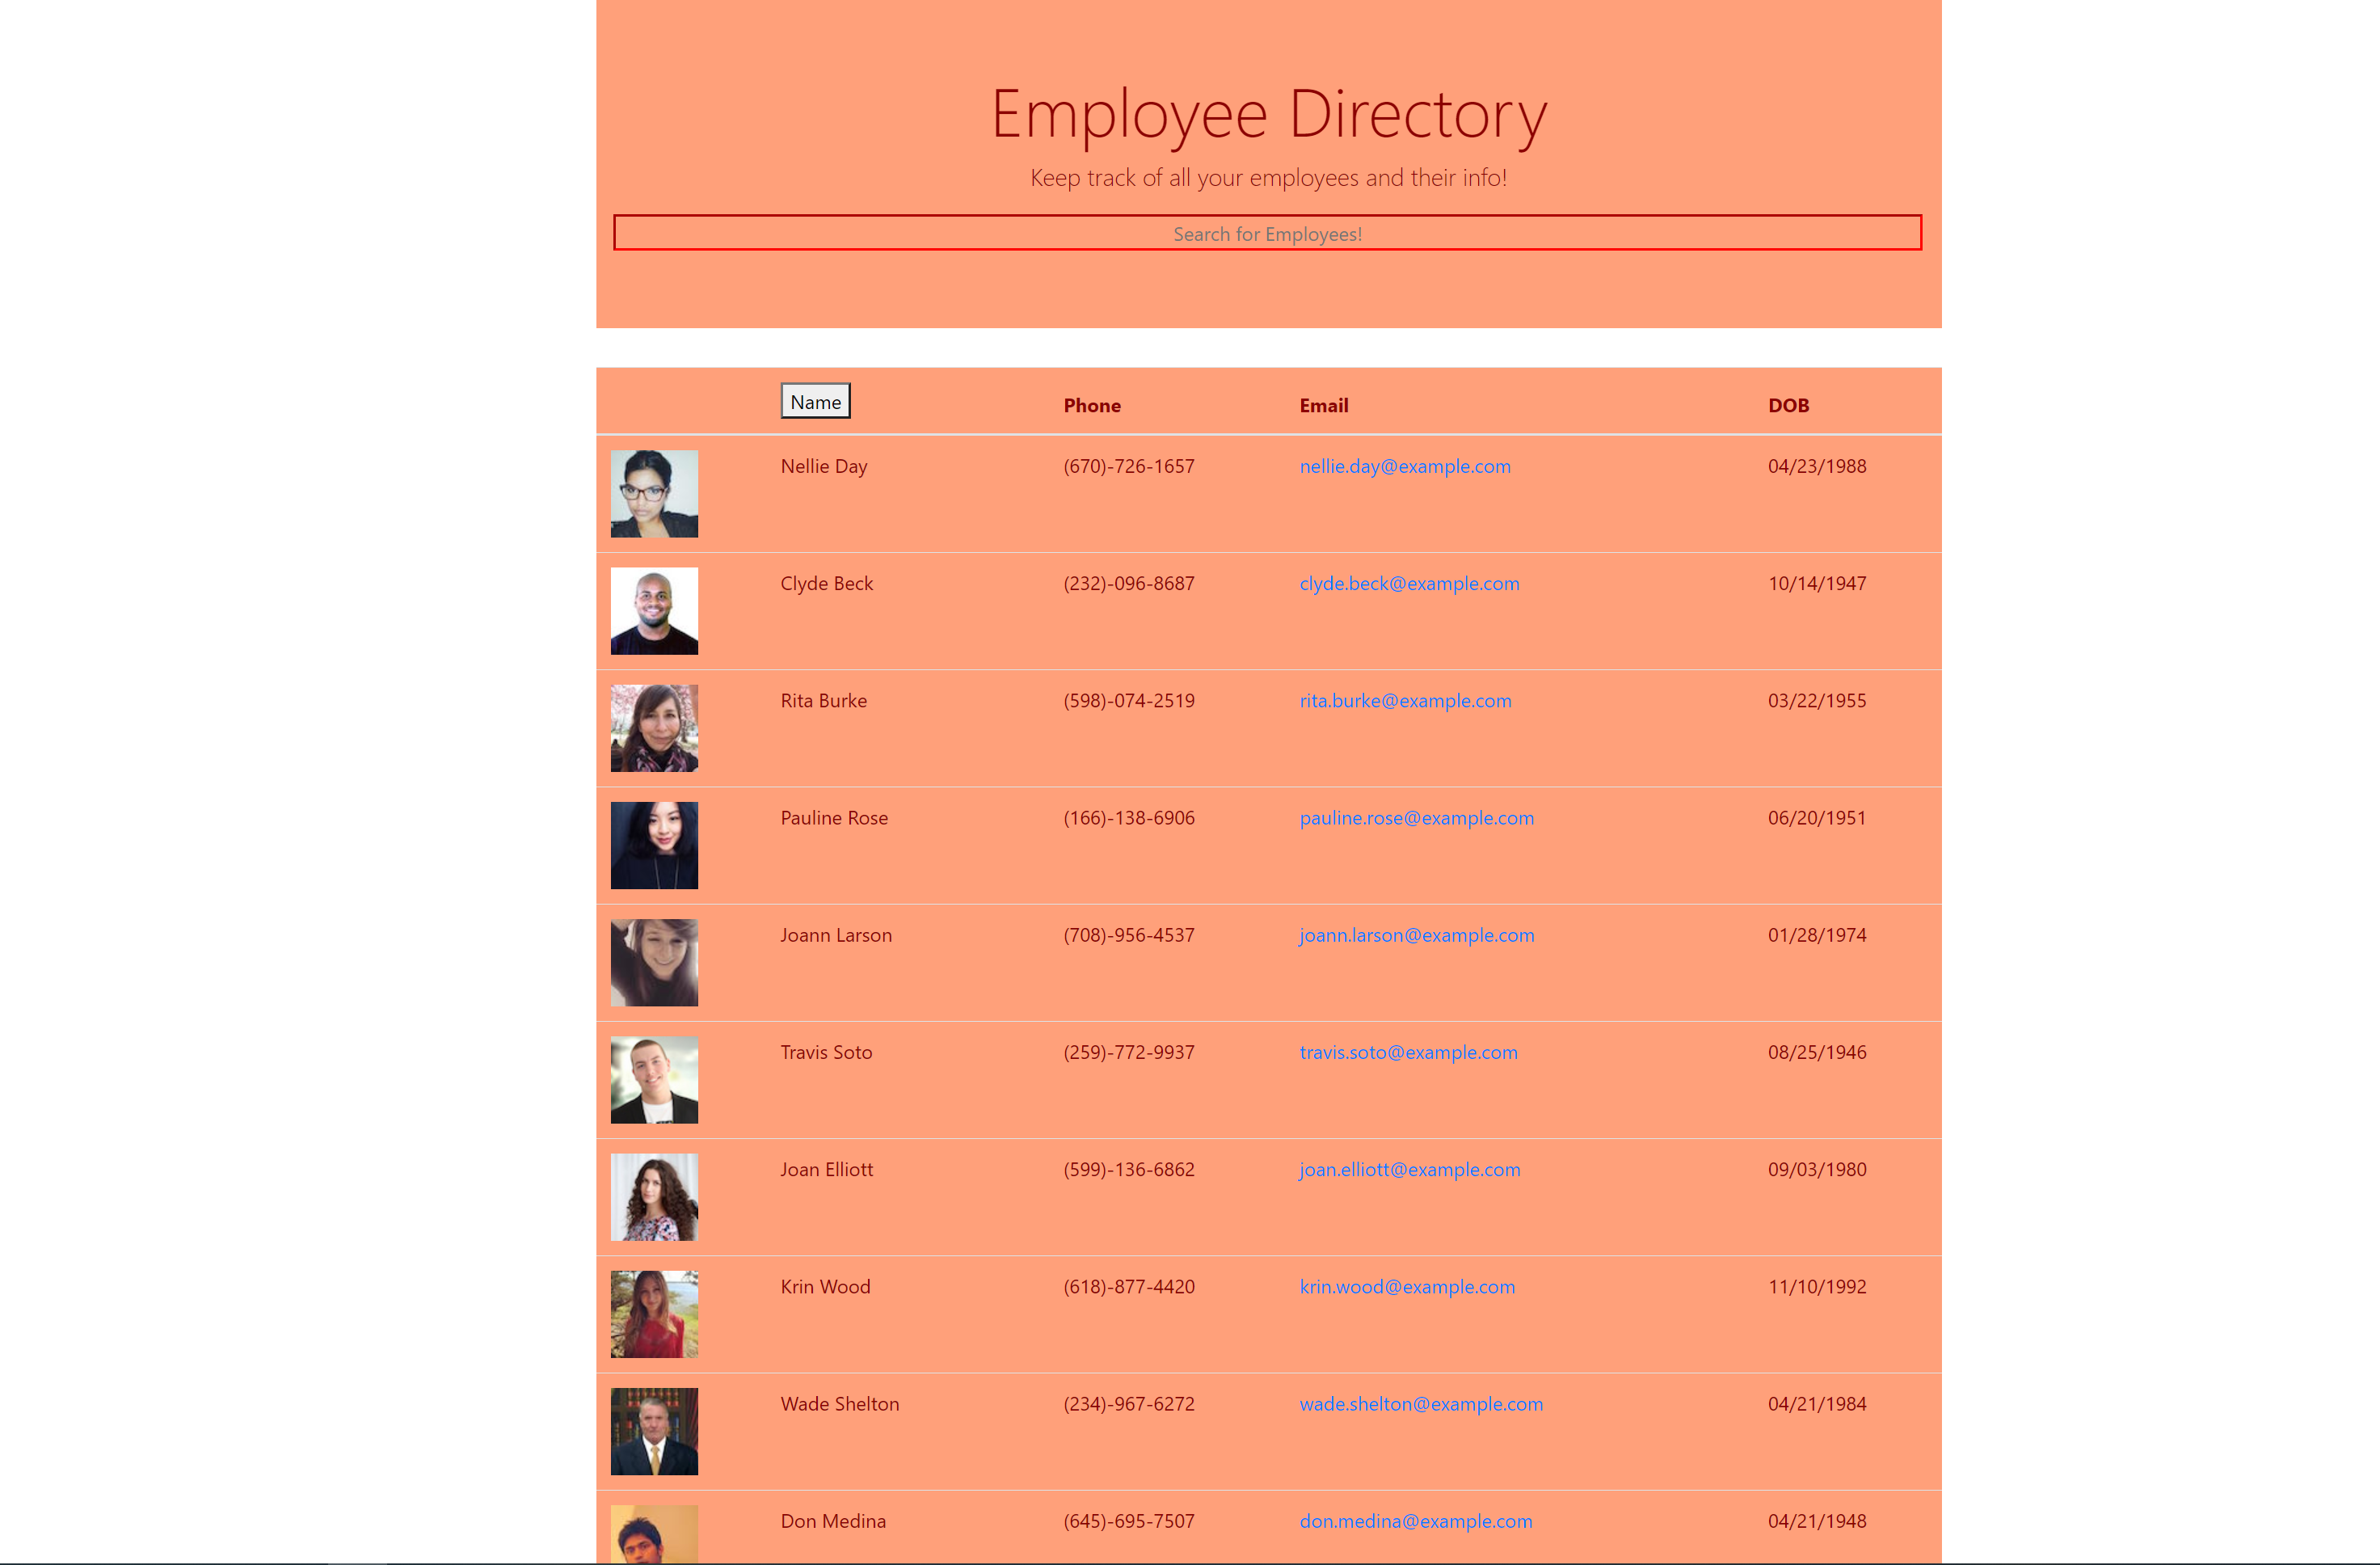 Employee Directory
Keep track of all your employees and their info!
Search for Employees!
Name Phone Email DOB
Nellie Day (670)-726-1657 nellie.day@example.com 04/23/1988
Clyde Beck (232)-096-8687 clyde.beck@example.com 10/14/1947
Rita Burke (598)-074-2519 rita.burke@example.com 03/22/1955
Pauline Rose (166)-138-6906 pauline.rose@example.com 06/20/1951
Joann Larson (708)-956-4537 joann.larson@example.com 01/28/1974
Travis Soto (259)-772-9937 travis.soto@example.com 08/25/1946
Joan Elliott (599)-136-6862 joan.elliott@example.com 09/03/1980
Krin Wood (618)-877-4420 krin.wood@example.com 11/10/1992
Wade Shelton (234)-967-6272 wade.shelton@example.com 04/21/1984
Don Medina (645)-695-7507 don.medina@example.com 04/21/1948